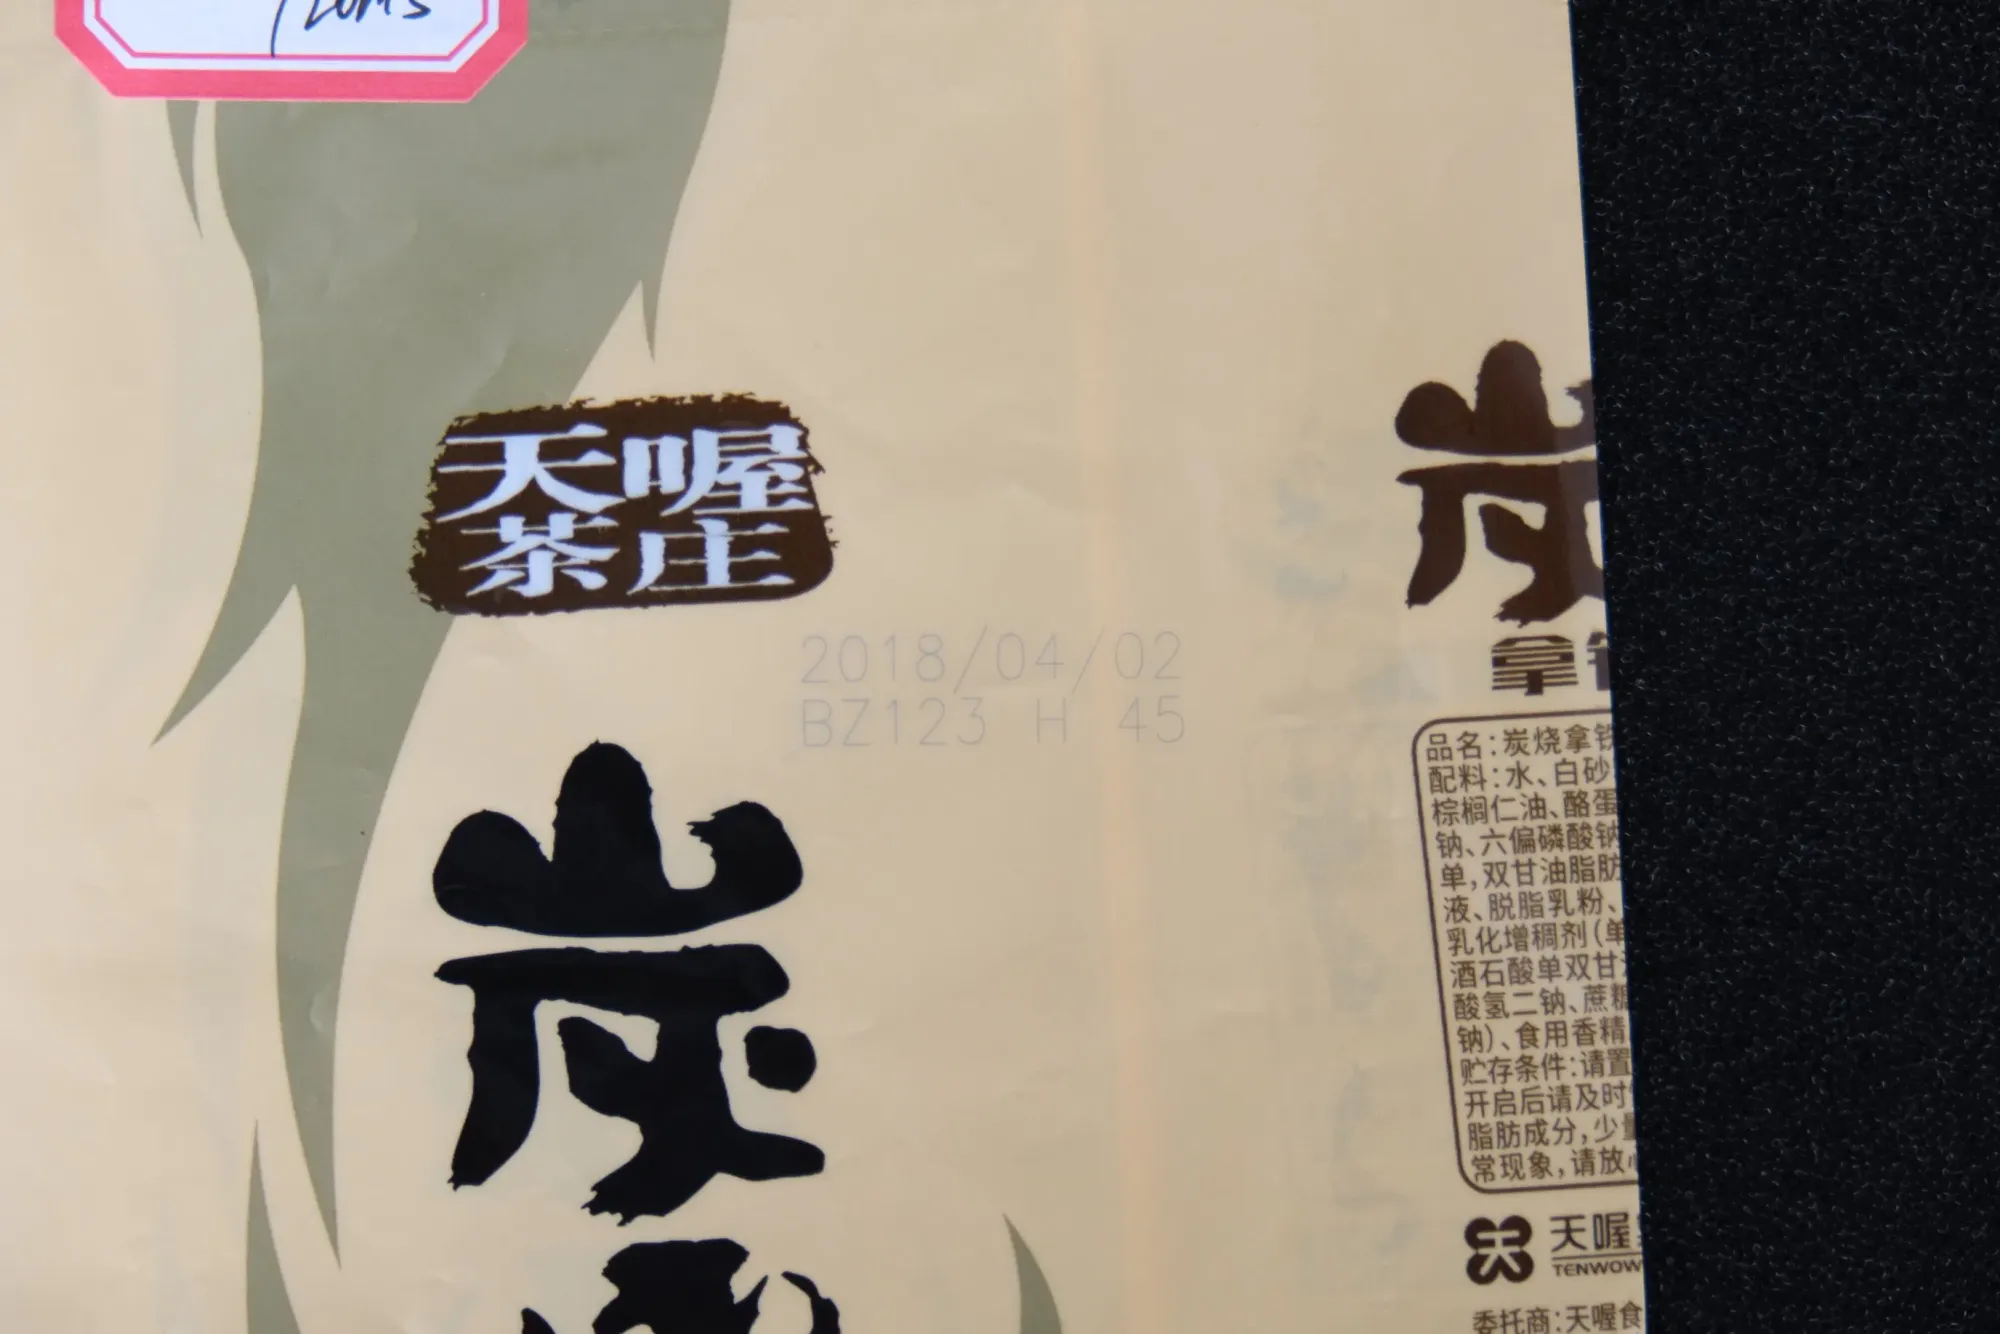 天喔
茶庄
2018/04/02
BZ123 H 45
炭
炭
拿
品名：炭烧拿铁
配料：水、白砂
棕榈仁油、酪蛋
钠、六偏磷酸钠
单，双甘油脂肪
液、脱脂乳粉、
乳化增稠剂（单
酒石酸单双甘
酸氢二钠、蔗糖
钠）、食用香精
贮存条件：请置
开启后请及时
脂肪成分，少量
常现象，请放
天 天喔
TENWOW
委托商：天喔食